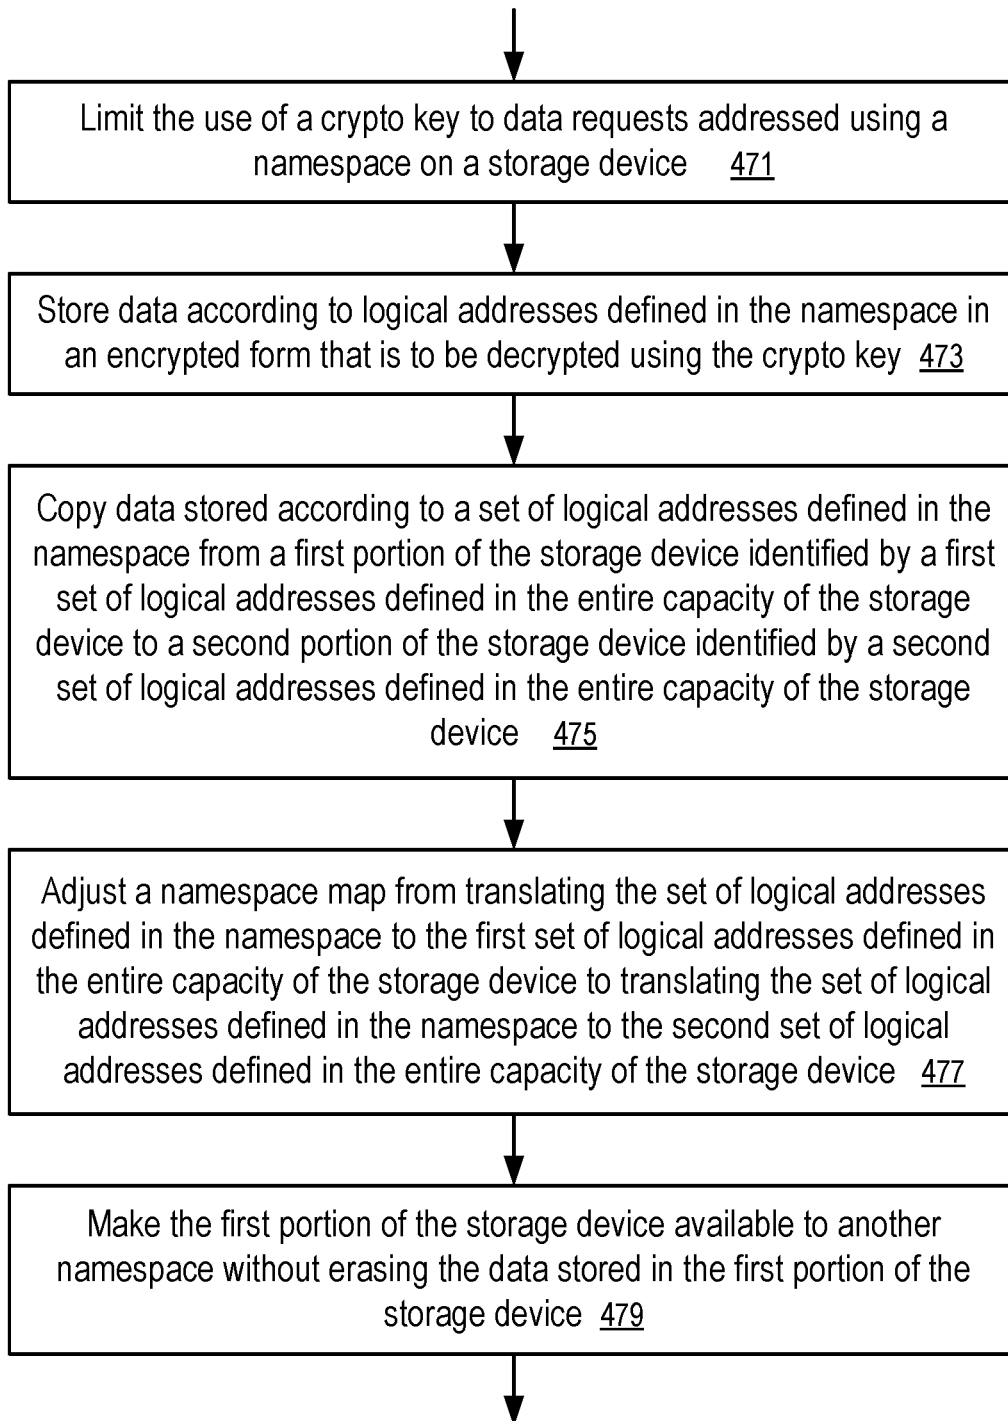 Limit the use of a crypto key to data requests addressed using a
namespace on a storage device 471
Store data according to logical addresses defined in the namespace in
an encrypted form that is to be decrypted using the crypto key 473
Copy data stored according to a set of logical addresses defined in the
namespace from a first portion of the storage device identified by a first
set of logical addresses defined in the entire capacity of the storage
device to a second portion of the storage device identified by a second
set of logical addresses defined in the entire capacity of the storage
device 475
Adjust a namespace map from translating the set of logical addresses
defined in the namespace to the first set of logical addresses defined in
the entire capacity of the storage device to translating the set of logical
addresses defined in the namespace to the second set of logical
addresses defined in the entire capacity of the storage device 477
Make the first portion of the storage device available to another
namespace without erasing the data stored in the first portion of the
storage device 479